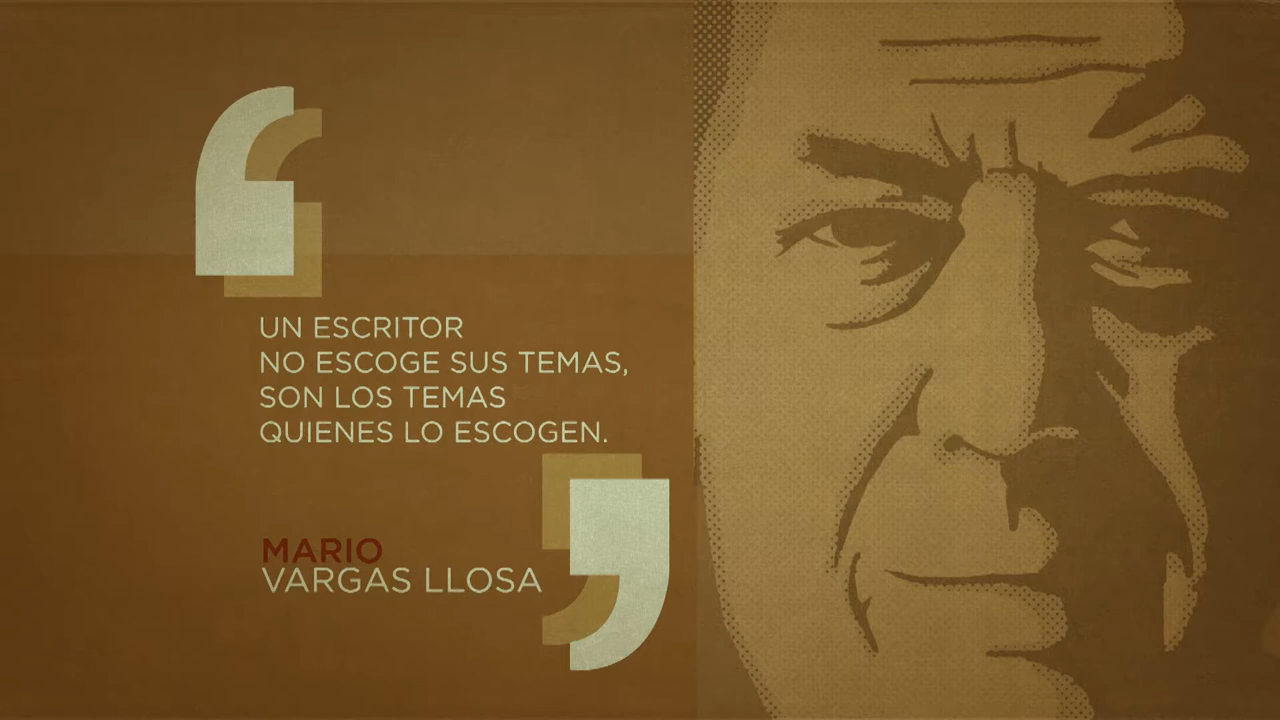 UN ESCRITOR
NO ESCOGE SUS TEMAS,
SON LOS TEMAS
QUIENES LO ESCOGEN.
MARIO
VARGAS LLOSA